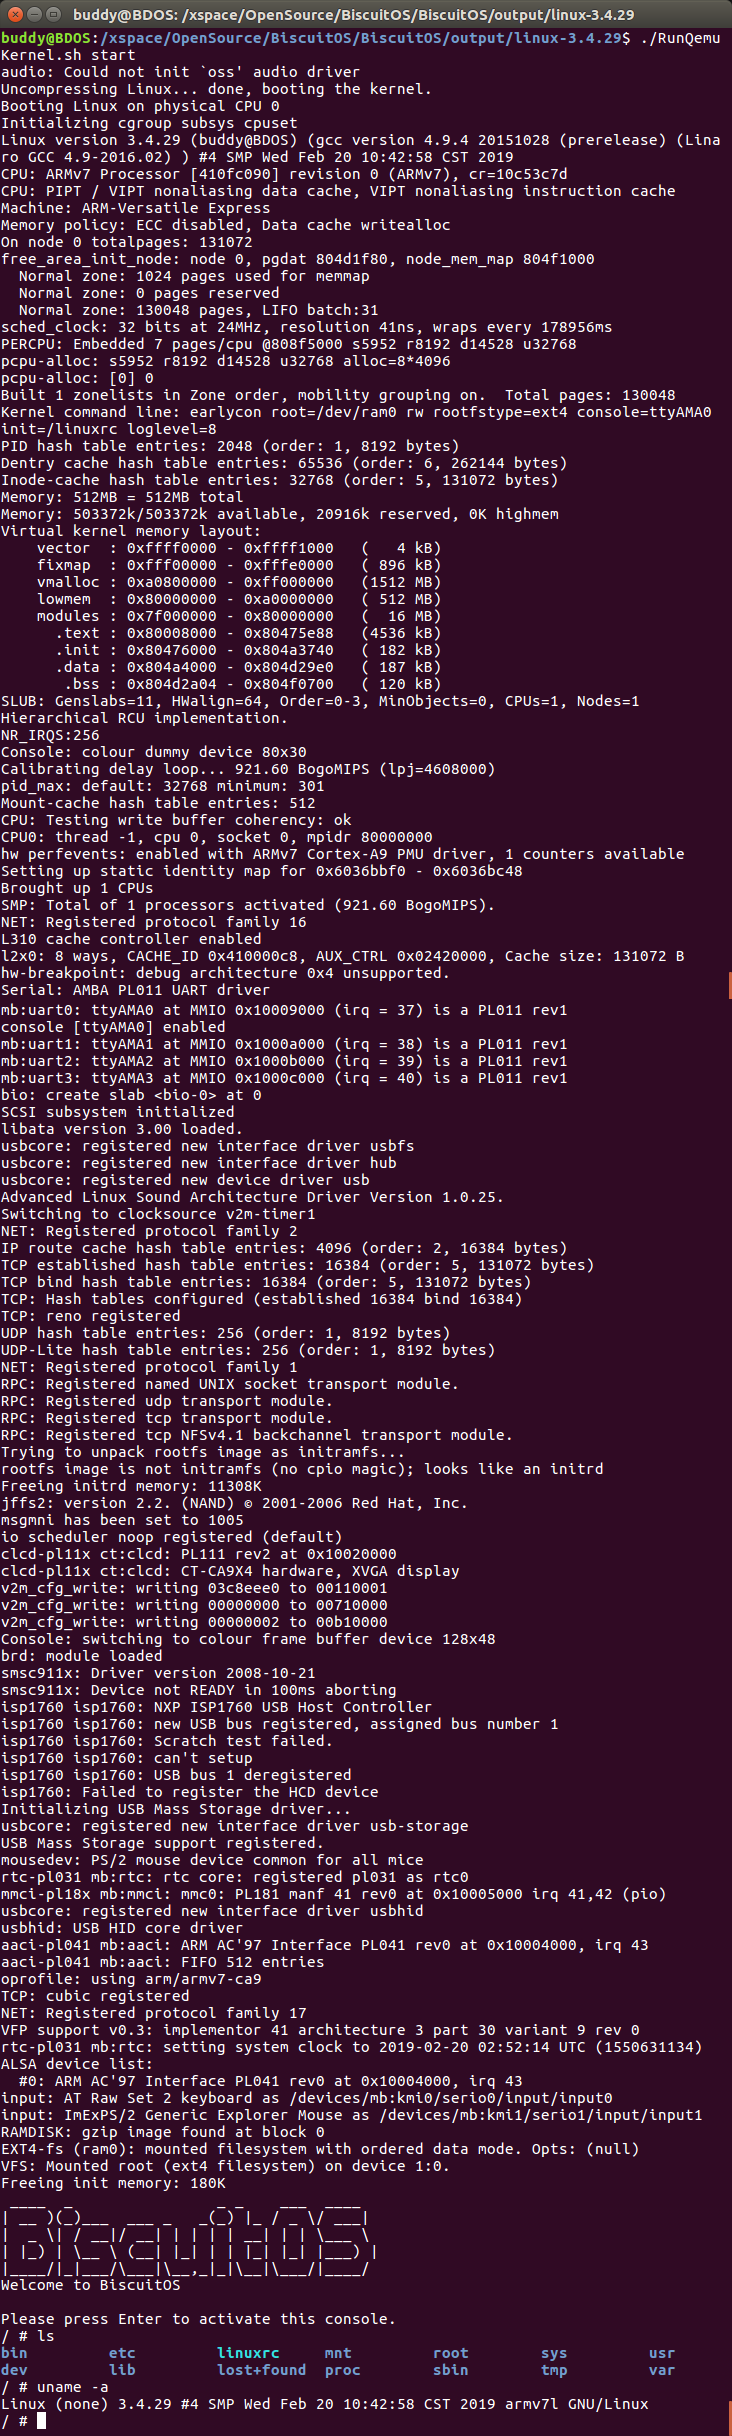 buddy@BDOS: /xspace/OpenSource/BiscuitOS/BiscuitOS/output/linux-3.4.29
buddy@BDOS:/xspace/OpenSource/BiscuitOS/BiscuitOS/output/linux-3.4.29$ ./RunQemu
Kernel.sh start
audio: Could not init `oss' audio driver
Uncompressing Linux... done, booting the kernel.
Booting Linux on physical CPU 0
Initializing cgroup subsys cpuset
Linux version 3.4.29 (buddy@BDOS) (gcc version 4.9.4 20151028 (prerelease) (Lina
ro GCC 4.9-2016.02) ) #4 SMP Wed Feb 20 10:42:58 CST 2019
CPU: ARMv7 Processor [410fc090] revision 0 (ARMv7), cr=10c53c7d
CPU: PIPT / VIPT nonaliasing data cache, VIPT nonaliasing instruction cache
Machine: ARM-Versatile Express
Memory policy: ECC disabled, Data cache writealloc
On node 0 totalpages: 131072
free_area_init_node: node 0, pgdat 804d1f80, node_mem_map 804f1000
  Normal zone: 1024 pages used for memmap
  Normal zone: 0 pages reserved
  Normal zone: 130048 pages, LIFO batch:31
sched_clock: 32 bits at 24MHz, resolution 41ns, wraps every 178956ms
PERCPU: Embedded 7 pages/cpu @808f5000 s5952 r8192 d14528 u32768
pcpu-alloc: s5952 r8192 d14528 u32768 alloc=8*4096
pcpu-alloc: [0] 0
Built 1 zonelists in Zone order, mobility grouping on.  Total pages: 130048
Kernel command line: earlycon root=/dev/ram0 rw rootfstype=ext4 console=ttyAMA0
init=/linuxrc loglevel=8
PID hash table entries: 2048 (order: 1, 8192 bytes)
Dentry cache hash table entries: 65536 (order: 6, 262144 bytes)
Inode-cache hash table entries: 32768 (order: 5, 131072 bytes)
Memory: 512MB = 512MB total
Memory: 503372k/503372k available, 20916k reserved, 0K highmem
Virtual kernel memory layout:
    vector  : 0xffff0000 - 0xffff1000   (   4 kB)
    fixmap  : 0xfff00000 - 0xfffe0000   ( 896 kB)
    vmalloc : 0xa0800000 - 0xff000000   (1512 MB)
    lowmem  : 0x80000000 - 0xa0000000   ( 512 MB)
    modules : 0x7f000000 - 0x80000000   (  16 MB)
      .text : 0x80008000 - 0x80475e88   (4536 kB)
      .init : 0x80476000 - 0x804a3740   ( 182 kB)
      .data : 0x804a4000 - 0x804d29e0   ( 187 kB)
       .bss : 0x804d2a04 - 0x804f0700   ( 120 kB)
SLUB: Genslabs=11, HWalign=64, Order=0-3, MinObjects=0, CPUs=1, Nodes=1
Hierarchical RCU implementation.
NR_IRQS:256
Console: colour dummy device 80x30
Calibrating delay loop... 921.60 BogoMIPS (lpj=4608000)
pid_max: default: 32768 minimum: 301
Mount-cache hash table entries: 512
CPU: Testing write buffer coherency: ok
CPU0: thread -1, cpu 0, socket 0, mpidr 80000000
hw perfevents: enabled with ARMv7 Cortex-A9 PMU driver, 1 counters available
Setting up static identity map for 0x6036bbf0 - 0x6036bc48
Brought up 1 CPUs
SMP: Total of 1 processors activated (921.60 BogoMIPS).
NET: Registered protocol family 16
L310 cache controller enabled
l2x0: 8 ways, CACHE_ID 0x410000c8, AUX_CTRL 0x02420000, Cache size: 131072 B
hw-breakpoint: debug architecture 0x4 unsupported.
Serial: AMBA PL011 UART driver
mb:uart0: ttyAMA0 at MMIO 0x10009000 (irq = 37) is a PL011 rev1
console [ttyAMA0] enabled
mb:uart1: ttyAMA1 at MMIO 0x1000a000 (irq = 38) is a PL011 rev1
mb:uart2: ttyAMA2 at MMIO 0x1000b000 (irq = 39) is a PL011 rev1
mb:uart3: ttyAMA3 at MMIO 0x1000c000 (irq = 40) is a PL011 rev1
bio: create slab <bio-0> at 0
SCSI subsystem initialized
libata version 3.00 loaded.
usbcore: registered new interface driver usbfs
usbcore: registered new interface driver hub
usbcore: registered new device driver usb
Advanced Linux Sound Architecture Driver Version 1.0.25.
Switching to clocksource v2m-timer1
NET: Registered protocol family 2
IP route cache hash table entries: 4096 (order: 2, 16384 bytes)
TCP established hash table entries: 16384 (order: 5, 131072 bytes)
TCP bind hash table entries: 16384 (order: 5, 131072 bytes)
TCP: Hash tables configured (established 16384 bind 16384)
TCP: reno registered
UDP hash table entries: 256 (order: 1, 8192 bytes)
UDP-Lite hash table entries: 256 (order: 1, 8192 bytes)
NET: Registered protocol family 1
RPC: Registered named UNIX socket transport module.
RPC: Registered udp transport module.
RPC: Registered tcp transport module.
RPC: Registered tcp NFSv4.1 backchannel transport module.
Trying to unpack rootfs image as initramfs...
rootfs image is not initramfs (no cpio magic); looks like an initrd
Freeing initrd memory: 11308K
jffs2: version 2.2. (NAND) © 2001-2006 Red Hat, Inc.
msgmni has been set to 1005
io scheduler noop registered (default)
clcd-pl11x ct:clcd: PL111 rev2 at 0x10020000
clcd-pl11x ct:clcd: CT-CA9X4 hardware, XVGA display
v2m_cfg_write: writing 03c8eee0 to 00110001
v2m_cfg_write: writing 00000000 to 00710000
v2m_cfg_write: writing 00000002 to 00b10000
Console: switching to colour frame buffer device 128x48
brd: module loaded
smsc911x: Driver version 2008-10-21
smsc911x: Device not READY in 100ms aborting
isp1760 isp1760: NXP ISP1760 USB Host Controller
isp1760 isp1760: new USB bus registered, assigned bus number 1
isp1760 isp1760: Scratch test failed.
isp1760 isp1760: can't setup
isp1760 isp1760: USB bus 1 deregistered
isp1760: Failed to register the HCD device
Initializing USB Mass Storage driver...
usbcore: registered new interface driver usb-storage
USB Mass Storage support registered.
mousedev: PS/2 mouse device common for all mice
rtc-pl031 mb:rtc: rtc core: registered pl031 as rtc0
mmci-pl18x mb:mmci: mmc0: PL181 manf 41 rev0 at 0x10005000 irq 41,42 (pio)
usbcore: registered new interface driver usbhid
usbhid: USB HID core driver
aaci-pl041 mb:aaci: ARM AC'97 Interface PL041 rev0 at 0x10004000, irq 43
aaci-pl041 mb:aaci: FIFO 512 entries
oprofile: using arm/armv7-ca9
TCP: cubic registered
NET: Registered protocol family 17
VFP support v0.3: implementor 41 architecture 3 part 30 variant 9 rev 0
rtc-pl031 mb:rtc: setting system clock to 2019-02-20 02:52:14 UTC (1550631134)
ALSA device list:
  #0: ARM AC'97 Interface PL041 rev0 at 0x10004000, irq 43
input: AT Raw Set 2 keyboard as /devices/mb:kmi0/serio0/input/input0
input: ImExPS/2 Generic Explorer Mouse as /devices/mb:kmi1/serio1/input/input1
RAMDISK: gzip image found at block 0
EXT4-fs (ram0): mounted filesystem with ordered data mode. Opts: (null)
VFS: Mounted root (ext4 filesystem) on device 1:0.
Freeing init memory: 180K
BiscuitOS
Welcome to BiscuitOS
Please press Enter to activate this console.
/ # ls
bin         etc         linuxrc     mnt         root        sys         usr
dev         lib         lost+found  proc        sbin        tmp         var
/ # uname -a
Linux (none) 3.4.29 #4 SMP Wed Feb 20 10:42:58 CST 2019 armv7l GNU/Linux
/ #